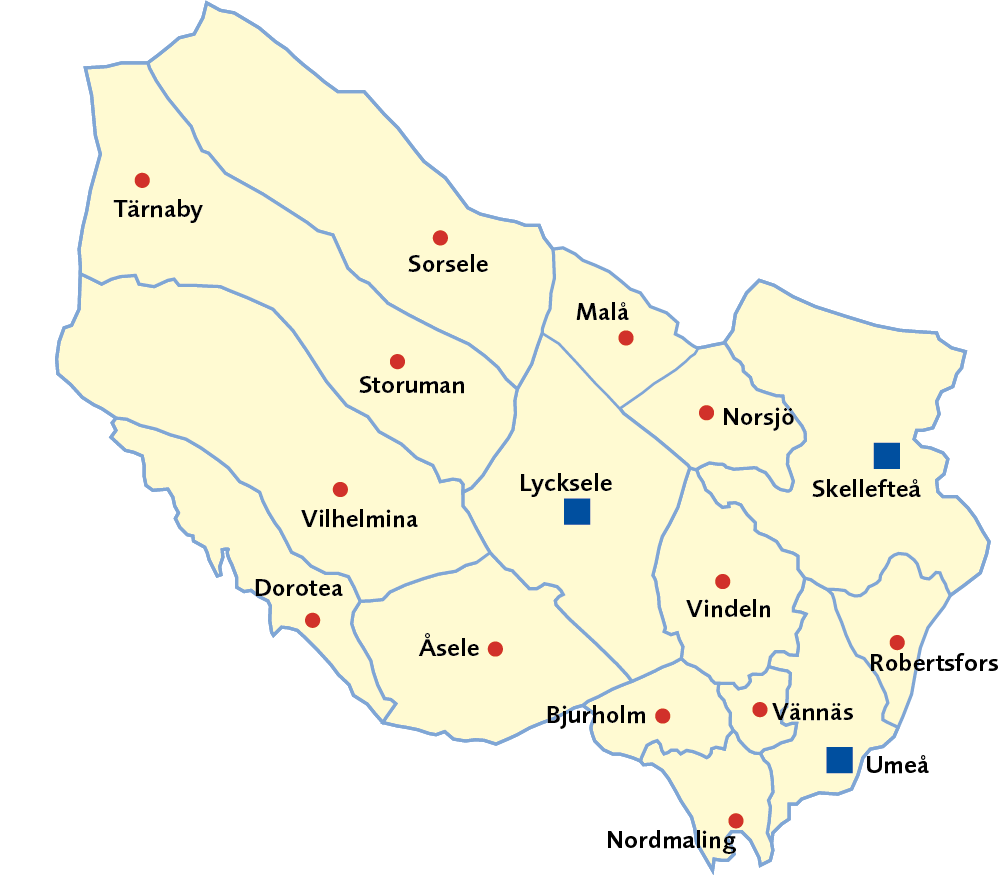 Tärnaby
Sorsele
Malå
Storuman
Norsjö
Lycksele
Skellefteå
Vilhelmina
Dorotea
Vindeln
Åsele
Robertsfors
Bjurholm
Vännäs
Umeå
Nordmaling